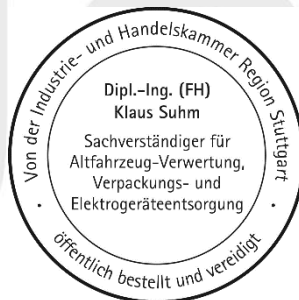 Von der Industrie- und Handelskammer Region Stuttgart
Dipl.-Ing. (FH)
Klaus Suhm
Sachverständiger für
Altfahrzeug-Verwertung,
Verpackungs- und
Elektrogeräteentsorgung
· öffentlich bestellt und vereidigt ·